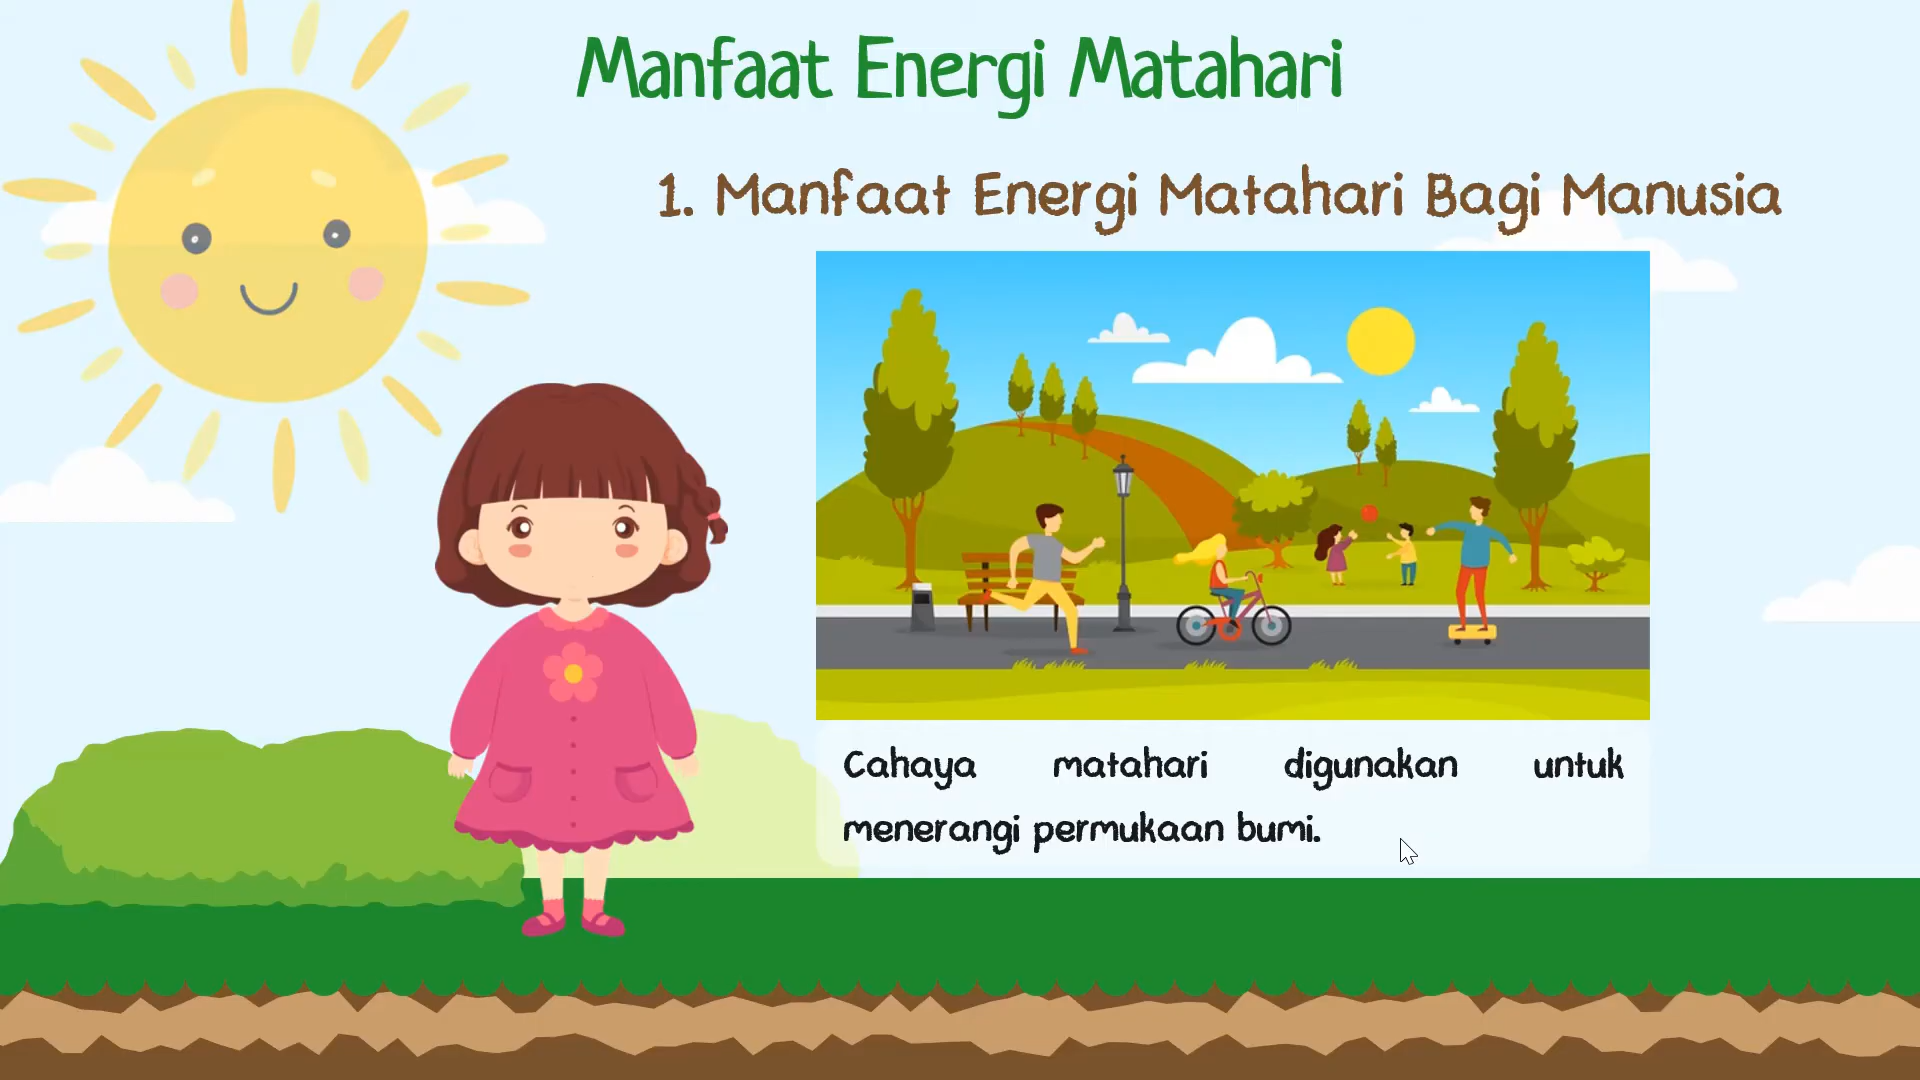 Manfaat Energi Matahari
1. Manfaat Energi Matahari Bagi Manusia
Cahaya matahari digunakan untuk
menerangi permukaan bumi.